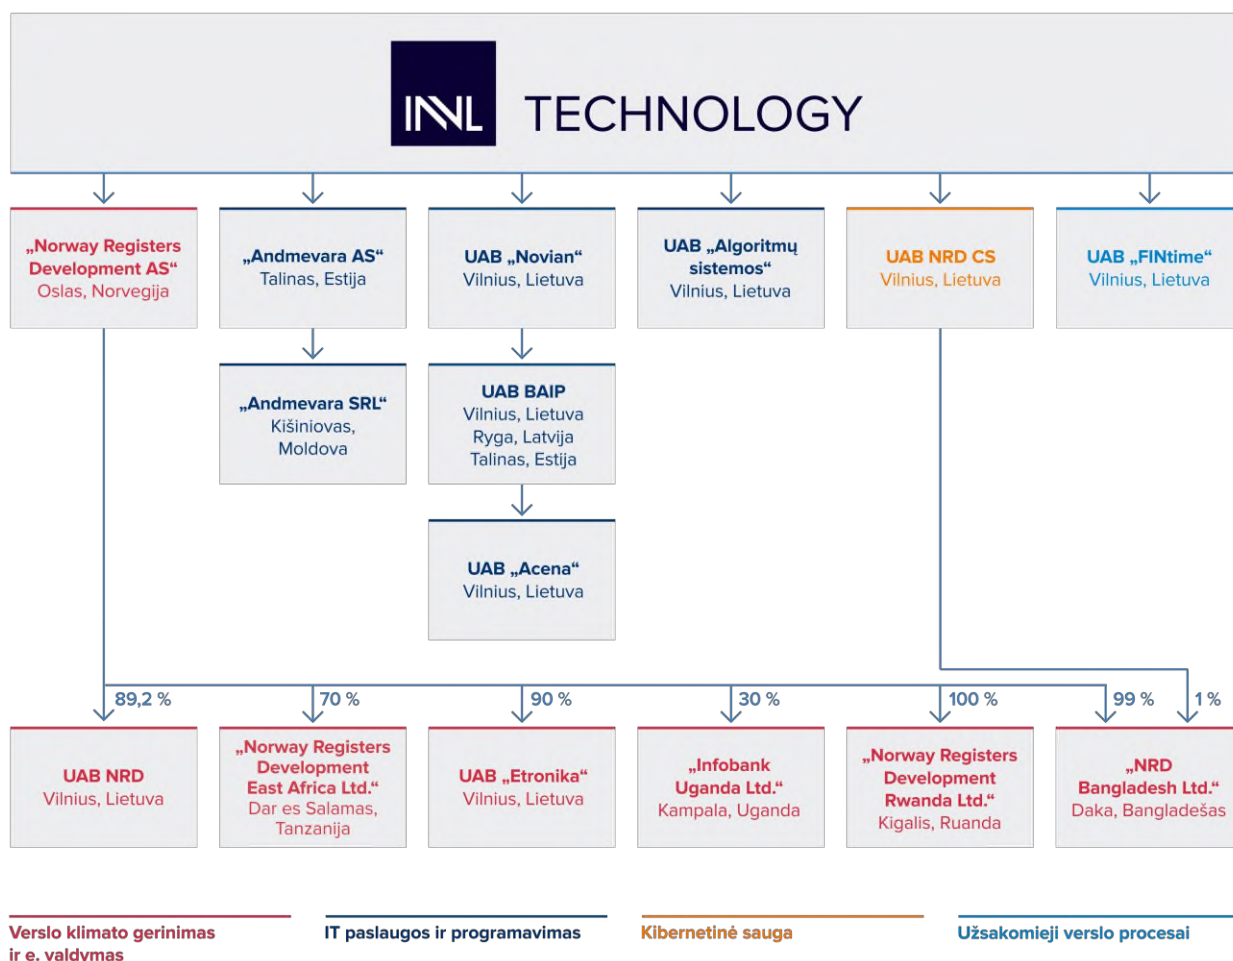 INVL TECHNOLOGY
„Norway Registers
Development AS“
Oslas, Norvegija
„Andmevara AS“
Talinas, Estija
UAB „Novian“
Vilnius, Lietuva
UAB „Algoritmų
sistemos“
Vilnius, Lietuva
UAB NRD CS
Vilnius, Lietuva
UAB „FINtime“
Vilnius, Lietuva
„Andmevara SRL“
Kišiniovas,
Moldova
UAB BAIP
Vilnius, Lietuva
Ryga, Latvija
Talinas, Estija
UAB „Acena“
Vilnius, Lietuva
89,2 %
70 %
90 %
30 %
100 %
99 %
1 %
UAB NRD
Vilnius, Lietuva
„Norway Registers
Development
East Africa Ltd.“
Dar es Salamas,
Tanzanija
UAB „Etronika“
Vilnius, Lietuva
„Infobank
Uganda Ltd.“
Kampala, Uganda
„Norway Registers
Development
Rwanda Ltd.“
Kigalis, Ruanda
„NRD
Bangladesh Ltd.“
Daka, Bangladešas
Verslo klimato gerinimas
ir e. valdymas
IT paslaugos ir programavimas
Kibernetinė sauga
Užsakomieji verslo procesai